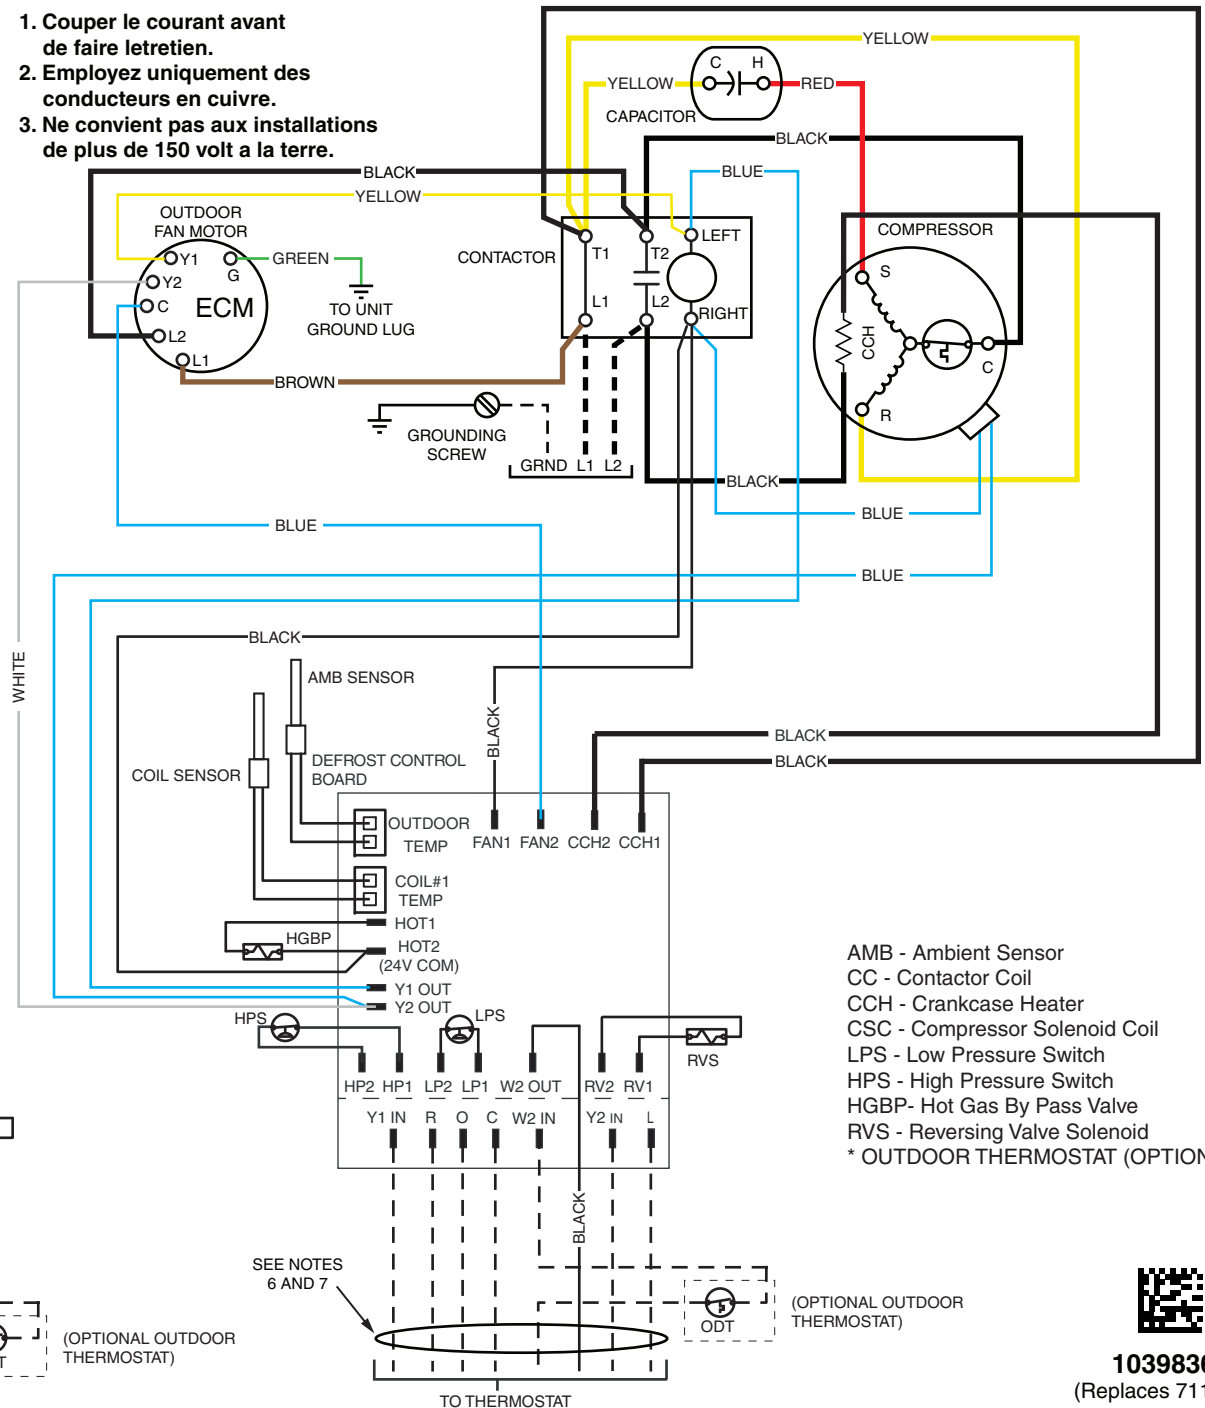 1. Couper le courant avant
de faire letretien.
2. Employez uniquement des
conducteurs en cuivre.
3. Ne convient pas aux installations
de plus de 150 volt a la terre.
YELLOW
C H
YELLOW
RED
CAPACITOR
BLACK
BLACK
BLUE
YELLOW
OUTDOOR
FAN MOTOR
CONTACTOR
T1
T2
LEFT
COMPRESSOR
Y1
G
GREEN
Y2
S
C
ECM
TO UNIT
GROUND LUG
L1
L2
RIGHT
L2
CCH
C
L1
BROWN
R
GROUNDING
SCREW
GRND L1 L2
BLACK
BLUE
BLUE
BLUE
BLACK
WHITE
AMB SENSOR
BLACK
BLACK
BLACK
DEFROST CONTROL
BOARD
COIL SENSOR
OUTDOOR
TEMP
FAN1 FAN2 CCH2 CCH1
COIL#1
TEMP
HOT1
HGBP
HOT2
(24V COM)
Y1 OUT
Y2 OUT
HPS
LPS
RVS
HP2 HP1 LP2 LP1 W2 OUT RV2 RV1
Y1 IN R O C W2 IN Y2 IN L
AMB - Ambient Sensor
CC - Contactor Coil
CCH - Crankcase Heater
CSC - Compressor Solenoid Coil
LPS - Low Pressure Switch
HPS - High Pressure Switch
HGBP- Hot Gas By Pass Valve
RVS - Reversing Valve Solenoid
* OUTDOOR THERMOSTAT (OPTION
BLACK
SEE NOTES
6 AND 7
ODT
(OPTIONAL OUTDOOR
THERMOSTAT)
T
(OPTIONAL OUTDOOR
THERMOSTAT)
TO THERMOSTAT
103983
(Replaces 711